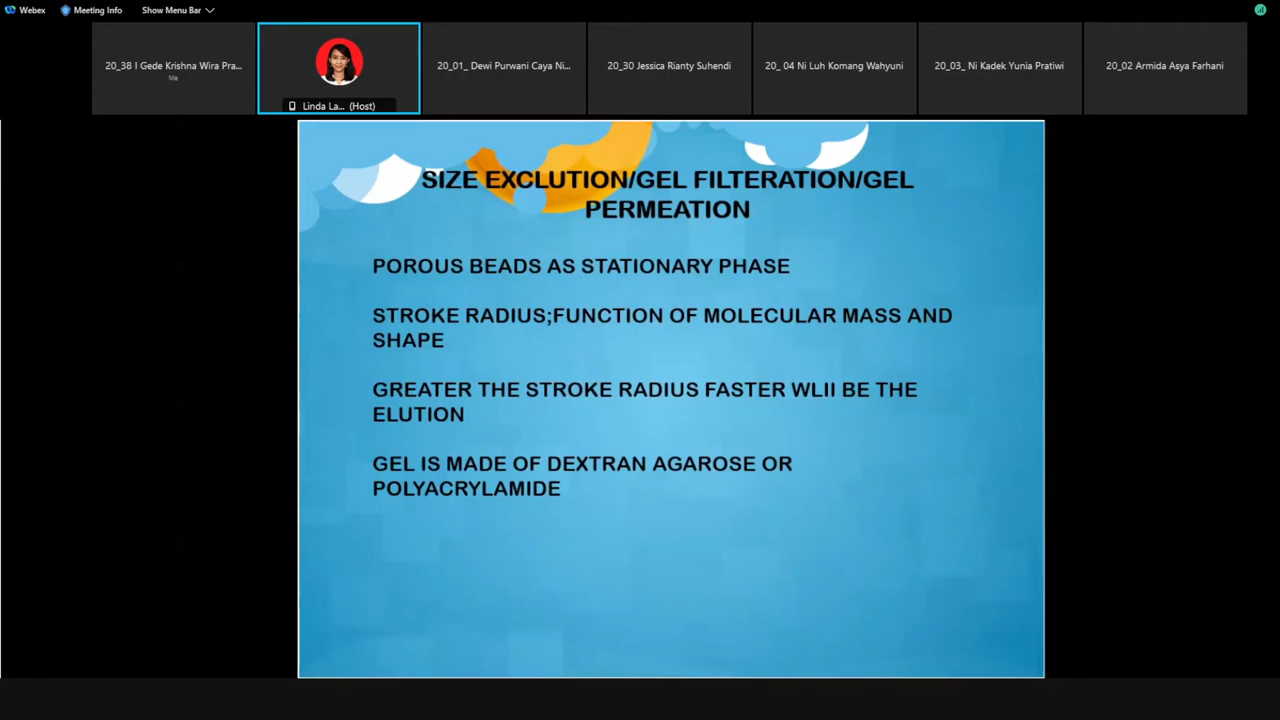 Webex
Meeting Info
Show Menu Bar
20_38 I Gede Krishna Wira Pra...
Me
Linda La... (Host)
20_01_ Dewi Purwani Caya Ni...
20_30 Jessica Rianty Suhendi
20_ 04 Ni Luh Komang Wahyuni
20_03_ Ni Kadek Yunia Pratiwi
20_02 Armida Asya Farhani
SIZE EXCLUTION/GEL FILTERATION/GEL
PERMEATION
POROUS BEADS AS STATIONARY PHASE
STROKE RADIUS;FUNCTION OF MOLECULAR MASS AND
SHAPE
GREATER THE STROKE RADIUS FASTER WLII BE THE
ELUTION
GEL IS MADE OF DEXTRAN AGAROSE OR
POLYACRYLAMIDE